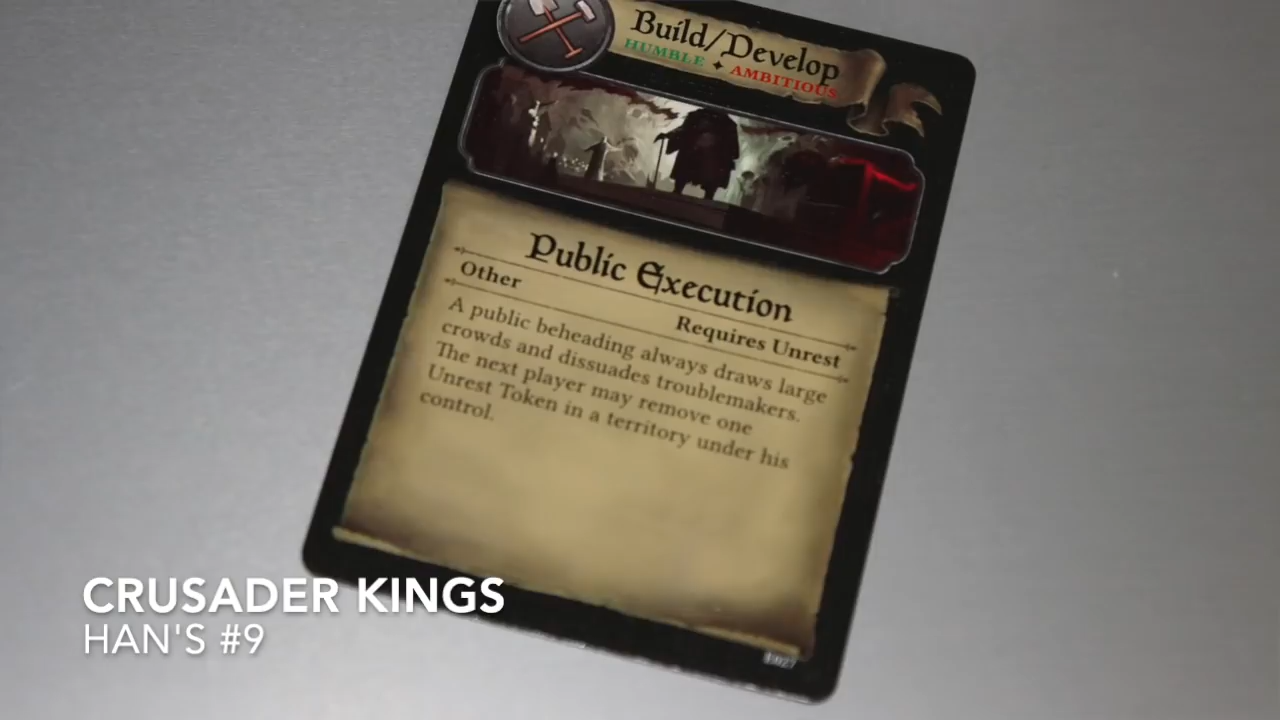 Build/Develop
HUMBLE ✦ AMBITIOUS
Public Execution
Other
Requires Unrest
A public beheading always draws large
crowds and dissuades troublemakers.
The next player may remove one
Unrest Token in a territory under his
control.
CRUSADER KINGS
HAN'S #9